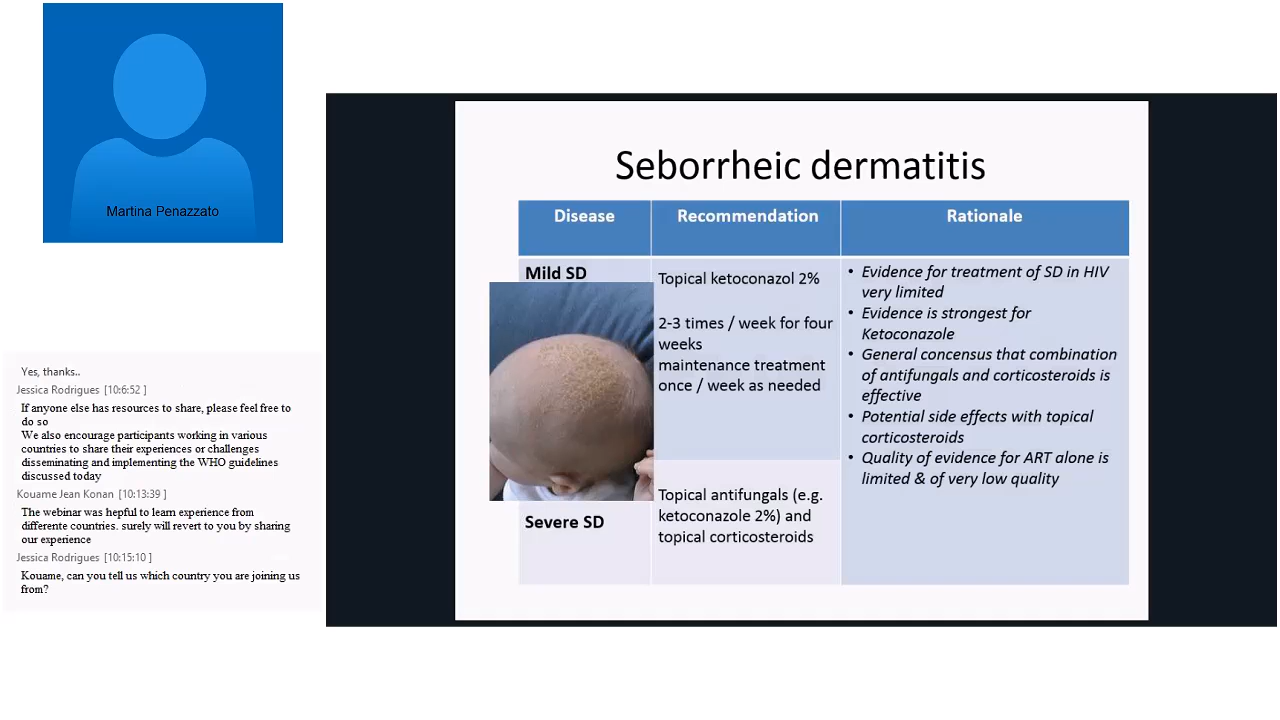 Martina Penazzato
Yes, thanks..
Jessica Rodrigues [10:6:52 ]
If anyone else has resources to share, please feel free to
do so
We also encourage participants working in various
countries to share their experiences or challenges
disseminating and implementing the WHO guidelines
discussed today
Kouame Jean Konan [10:13:39 ]
The webinar was hepful to learn experience from
differente countries. surely will revert to you by sharing
our experience
Jessica Rodrigues [10:15:10 ]
Kouame, can you tell us which country you are joining us
from?
Seborrheic dermatitis
Disease
Recommendation
Rationale
Mild SD
Topical ketoconazol 2%
2-3 times / week for four
weeks
maintenance treatment
once / week as needed
• Evidence for treatment of SD in HIV
very limited
• Evidence is strongest for
Ketoconazole
• General concensus that combination
of antifungals and corticosteroids is
effective
• Potential side effects with topical
corticosteroids
• Quality of evidence for ART alone is
limited & of very low quality
Severe SD
Topical antifungals (e.g.
ketoconazole 2%) and
topical corticosteroids